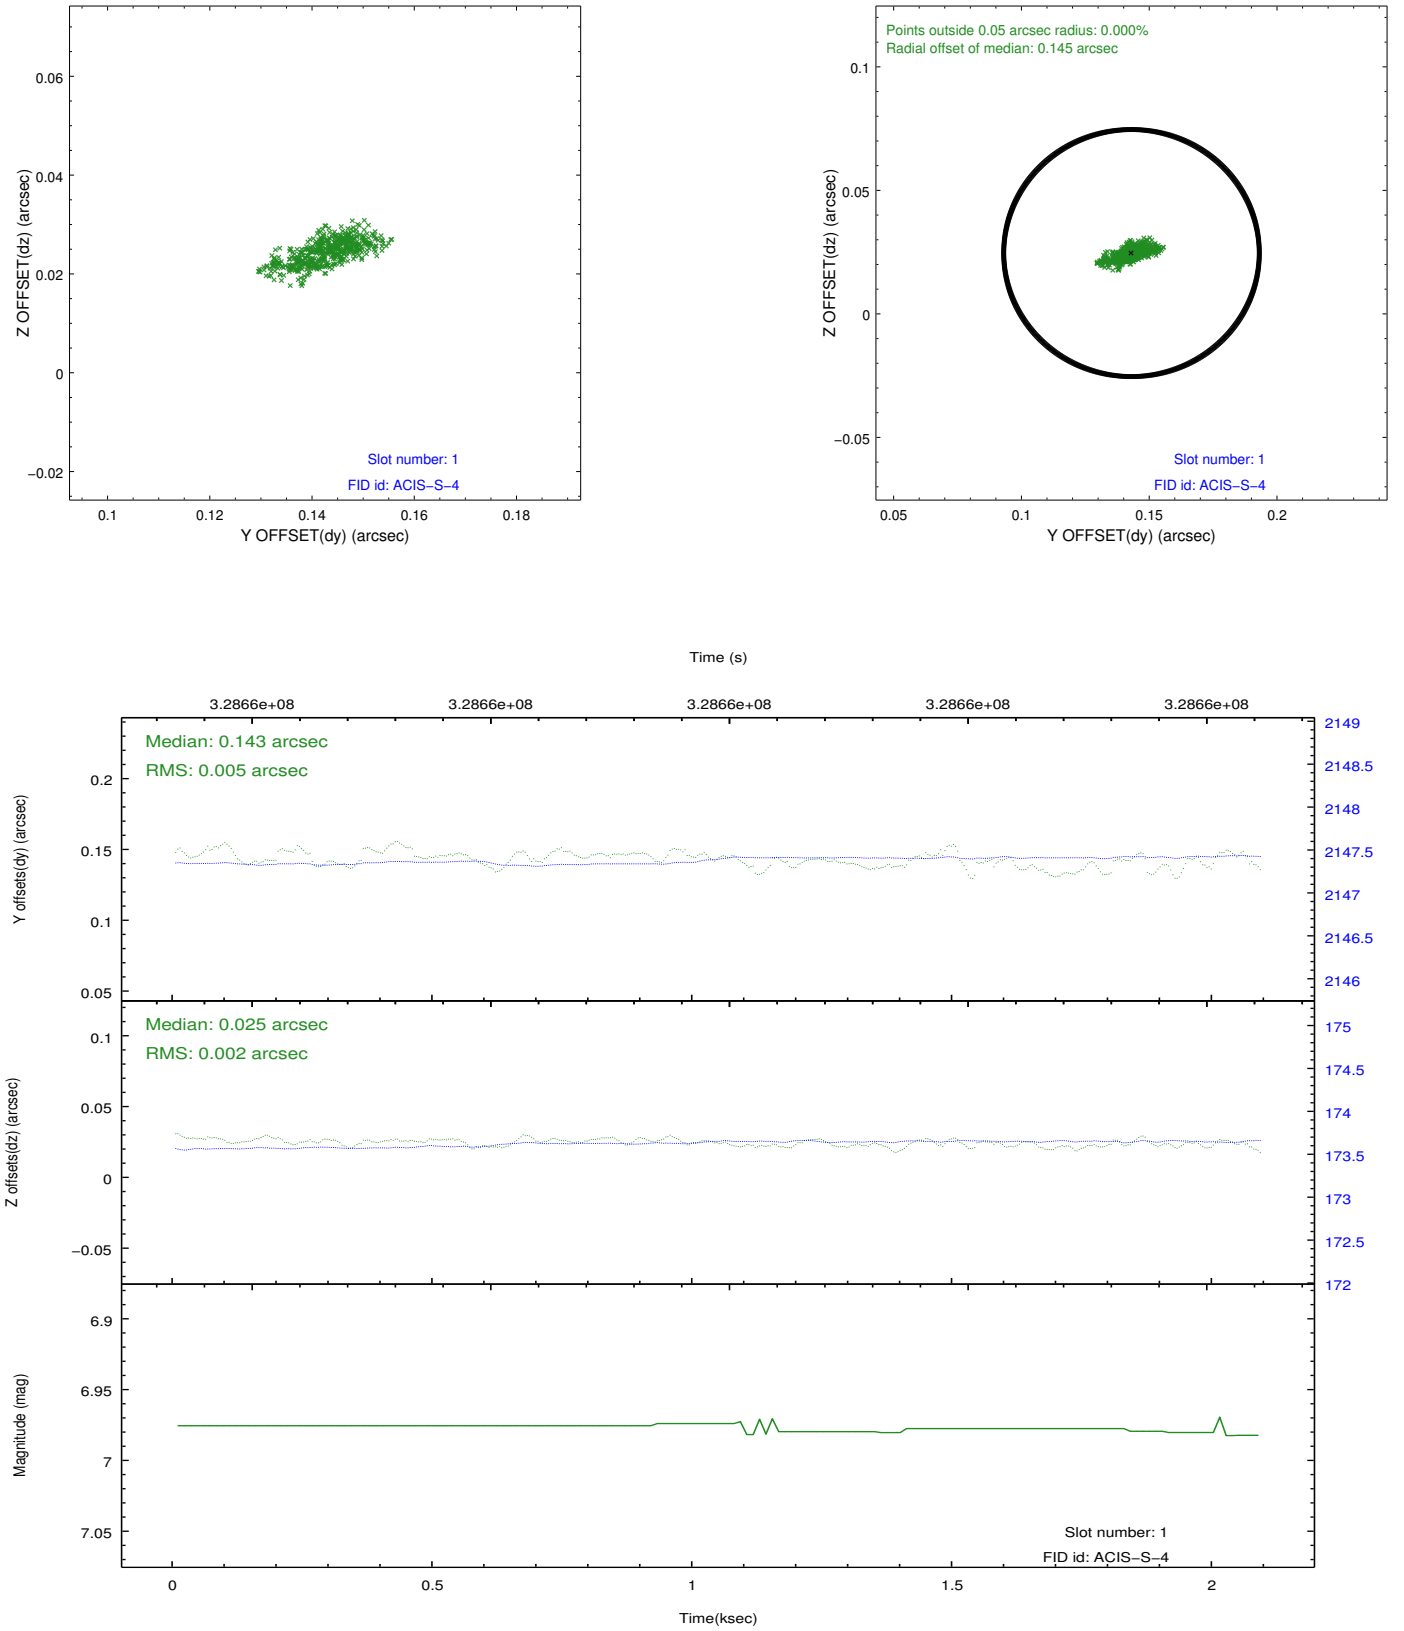 0.06
0.04
0.02
0
−0.02
Z OFFSET(dz) (arcsec)
Slot number: 1
FID id: ACIS−S−4
0.1 0.12 0.14 0.16 0.18
Y OFFSET(dy) (arcsec)
Points outside 0.05 arcsec radius: 0.000%
Radial offset of median: 0.145 arcsec
0.1
0.05
0
−0.05
Z OFFSET(dz) (arcsec)
Slot number: 1
FID id: ACIS−S−4
0.05 0.1 0.15 0.2
Y OFFSET(dy) (arcsec)
Time (s)
3.2866e+08 3.2866e+08 3.2866e+08 3.2866e+08 3.2866e+08
Median: 0.143 arcsec
RMS: 0.005 arcsec
0.2
0.15
0.1
0.05
Y offsets(dy) (arcsec)
2149
2148.5
2148
2147.5
2147
2146.5
2146
Median: 0.025 arcsec
RMS: 0.002 arcsec
0.1
0.05
0
−0.05
Z offsets(dz) (arcsec)
175
174.5
174
173.5
173
172.5
172
6.9
6.95
7
7.05
Magnitude (mag)
Slot number: 1
FID id: ACIS−S−4
0 0.5 1 1.5 2
Time(ksec)